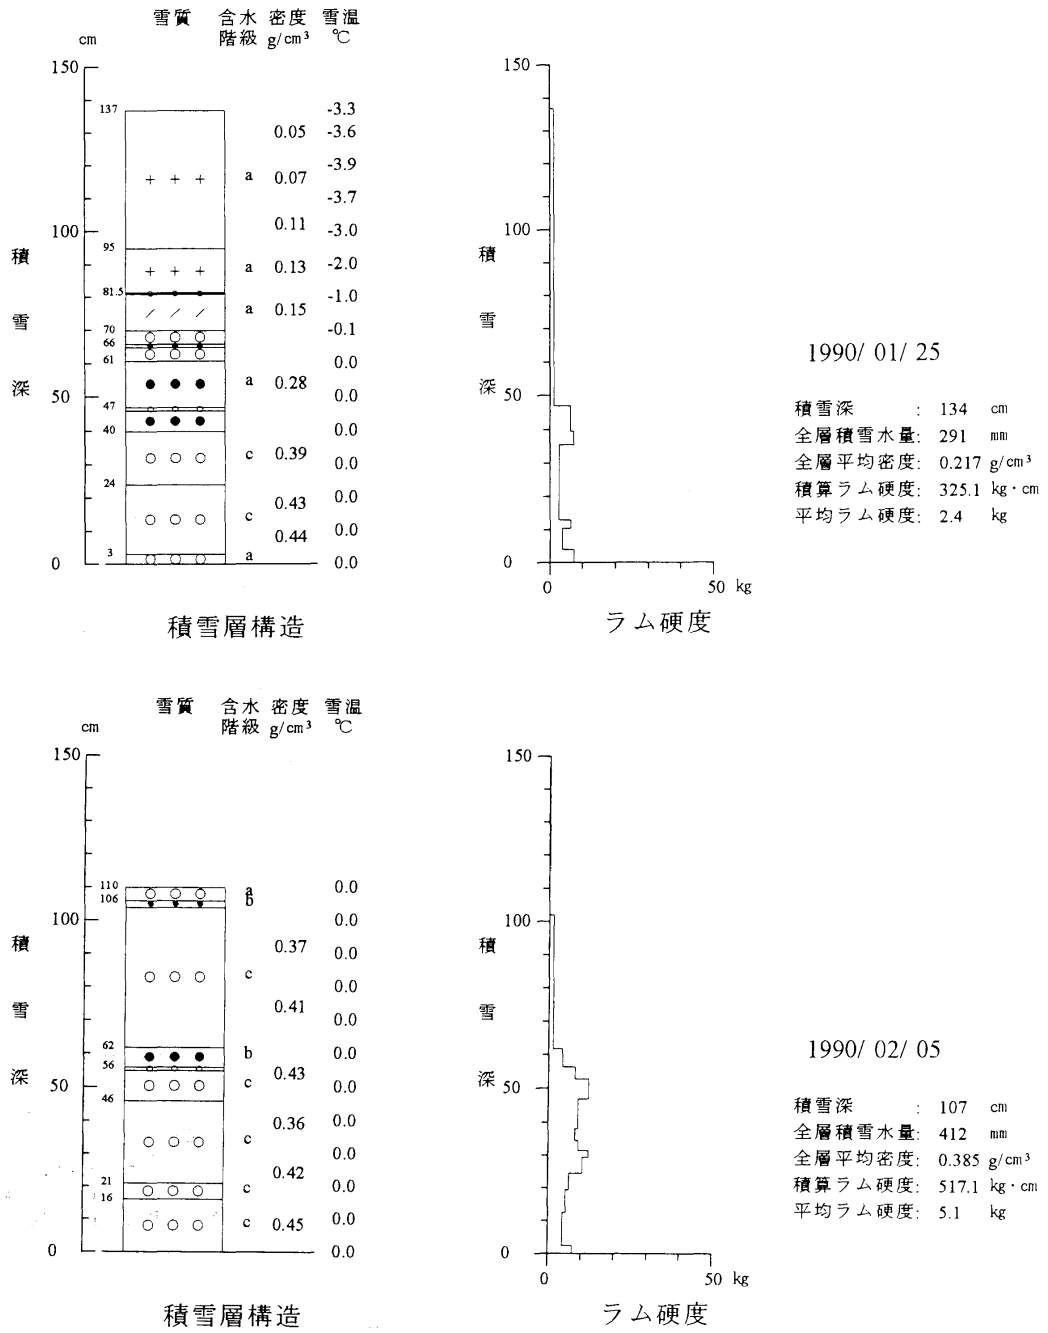 雪質 含水 密度 雪温
cm 階級 g/cm³ ℃
150
137 -3.3
0.05 -3.6
-3.9
a 0.07
-3.7
0.11
100 -3.0
95
a 0.13 -2.0
81.5 -1.0
a 0.15
70 -0.1
66
61 0.0
a 0.28
50 0.0
47
40 0.0
c 0.39 0.0
24
0.43 0.0
c
0.44 0.0
3 a
0 0.0
積雪深
積雪層構造
150
100
50
0
積雪深
0 50 kg
ラム硬度
1990/ 01/ 25
積雪深 : 134 cm
全層積雪水量: 291 mm
全層平均密度: 0.217 g/cm³
積算ラム硬度: 325.1 kg・cm
平均ラム硬度: 2.4 kg
雪質 含水 密度 雪温
cm 階級 g/cm³ ℃
150
110 a 0.0
106 b
100 0.0
0.37 0.0
c
0.0
0.41 0.0
62 b 0.0
56
0.43
50 c 0.0
46
0.36 0.0
c
0.42 0.0
21
c 0.0
16
c 0.45 0.0
0 0.0
積雪深
積雪層構造
150
100
50
0
積雪深
0 50 kg
ラム硬度
1990/ 02/ 05
積雪深 : 107 cm
全層積雪水量: 412 mm
全層平均密度: 0.385 g/cm³
積算ラム硬度: 517.1 kg・cm
平均ラム硬度: 5.1 kg